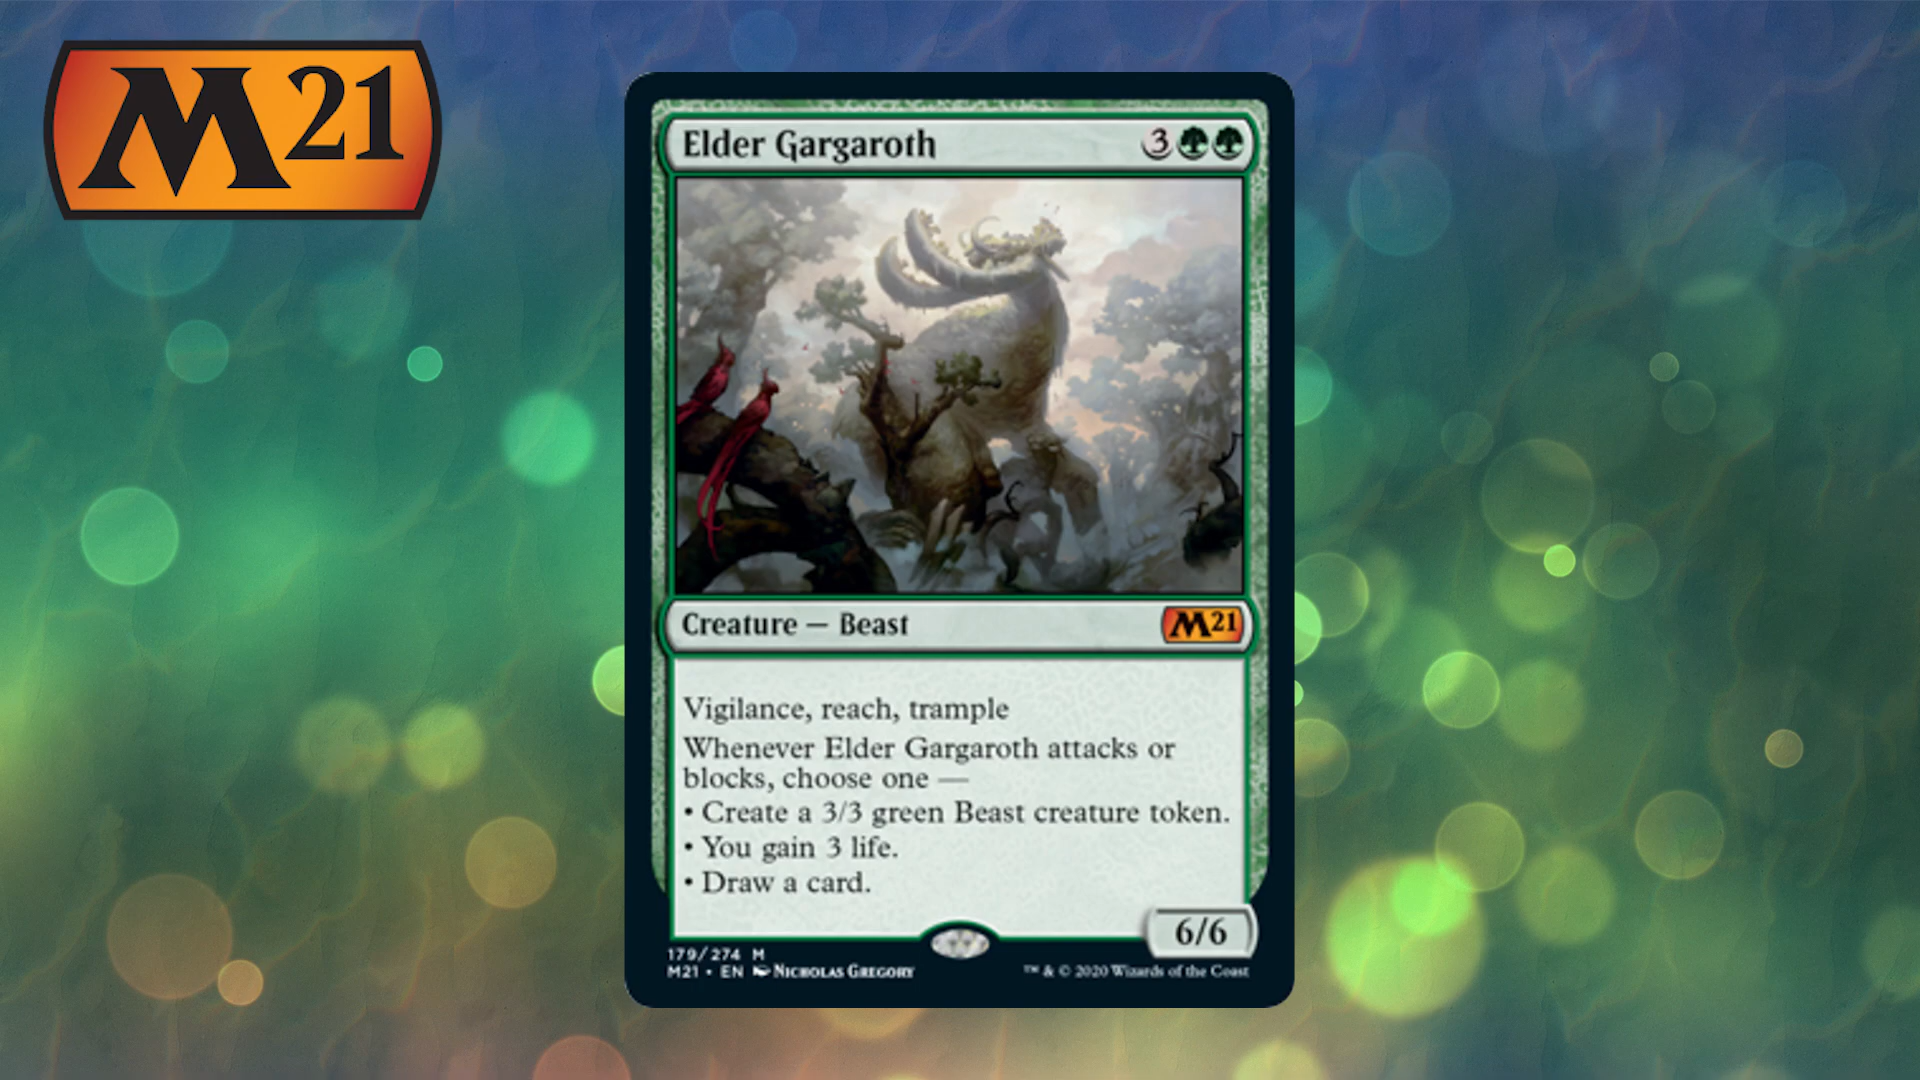 M21
Elder Gargaroth 3
Creature — Beast M21
Vigilance, reach, trample
Whenever Elder Gargaroth attacks or
blocks, choose one —
• Create a 3/3 green Beast creature token.
• You gain 3 life.
• Draw a card.
6/6
179/274 M
M21 • EN Nicholas Gregory
™ & © 2020 Wizards of the Coast